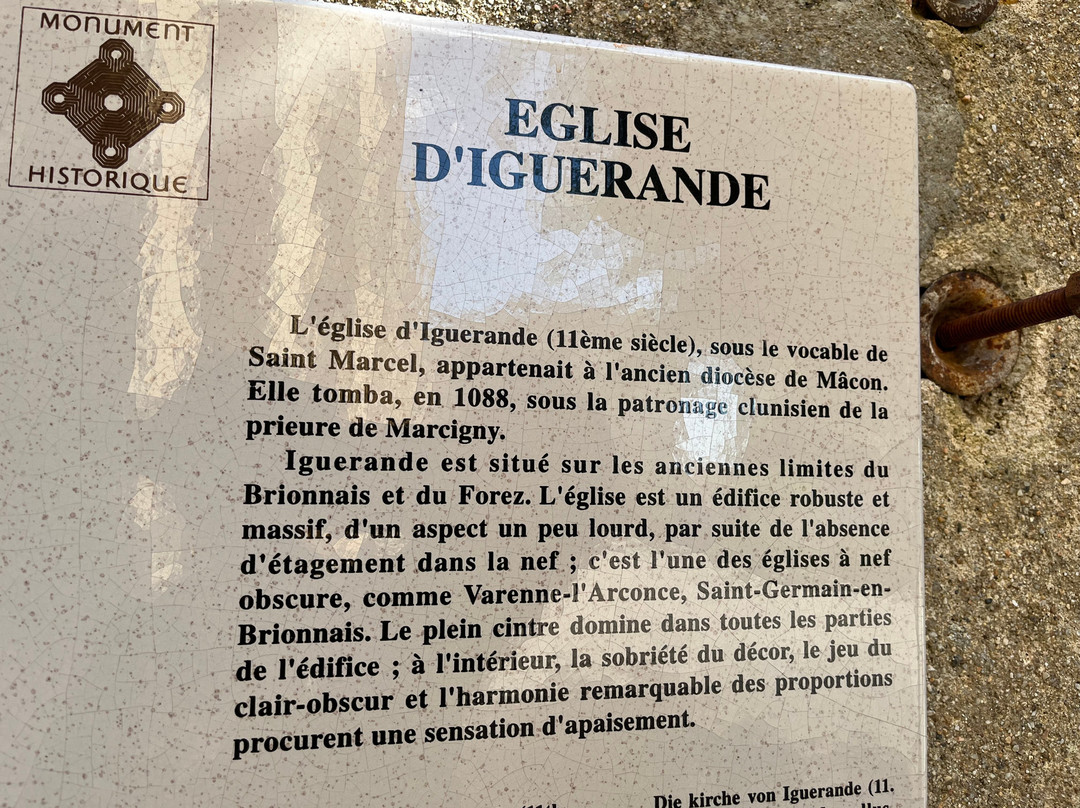 MONUMENT
HISTORIQUE
EGLISE
D'IGUERANDE
L'église d'Iguerande (11ème siècle), sous le vocable de
Saint Marcel, appartenait à l'ancien diocèse de Mâcon.
Elle tomba, en 1088, sous la patronage clunisien de la
prieure de Marcigny.
Iguerande est situé sur les anciennes limites du
Brionnais et du Forez. L'église est un édifice robuste et
massif, d'un aspect un peu lourd, par suite de l'absence
d'étagement dans la nef ; c'est l'une des églises à nef
obscure, comme Varenne-l'Arconce, Saint-Germain-en-
Brionnais. Le plein cintre domine dans toutes les parties
de l'édifice ; à l'intérieur, la sobriété du décor, le jeu du
clair-obscur et l'harmonie remarquable des proportions
procurent une sensation d'apaisement.
Die kirche von Iguerande (11.